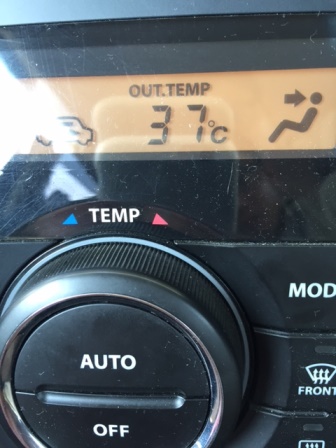 OUT.TEMP
37°C
TEMP
MOD
AUTO
FRONT
OFF